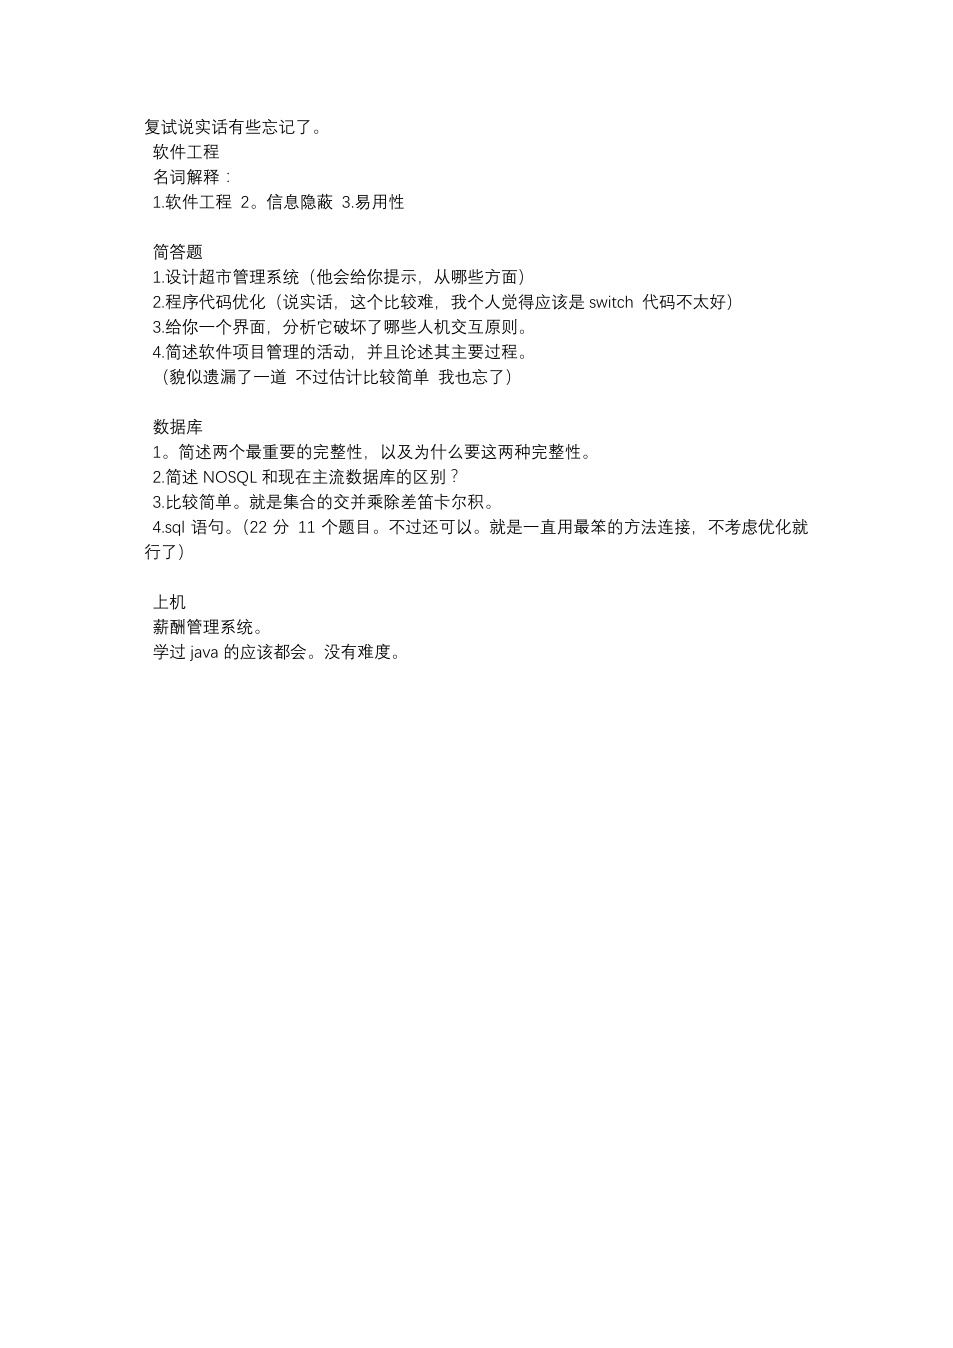 复试说实话有些忘记了。
软件工程
名词解释：
1.软件工程 2。信息隐蔽 3.易用性
简答题
1.设计超市管理系统（他会给你提示，从哪些方面）
2.程序代码优化（说实话，这个比较难，我个人觉得应该是 switch 代码不太好）
3.给你一个界面，分析它破坏了哪些人机交互原则。
4.简述软件项目管理的活动，并且论述其主要过程。
（貌似遗漏了一道 不过估计比较简单 我也忘了）
数据库
1。简述两个最重要的完整性，以及为什么要这两种完整性。
2.简述 NOSQL 和现在主流数据库的区别？
3.比较简单。就是集合的交并乘除差笛卡尔积。
4.sql 语句。（22 分 11 个题目。不过还可以。就是一直用最笨的方法连接，不考虑优化就
行了）
上机
薪酬管理系统。
学过 java 的应该都会。没有难度。